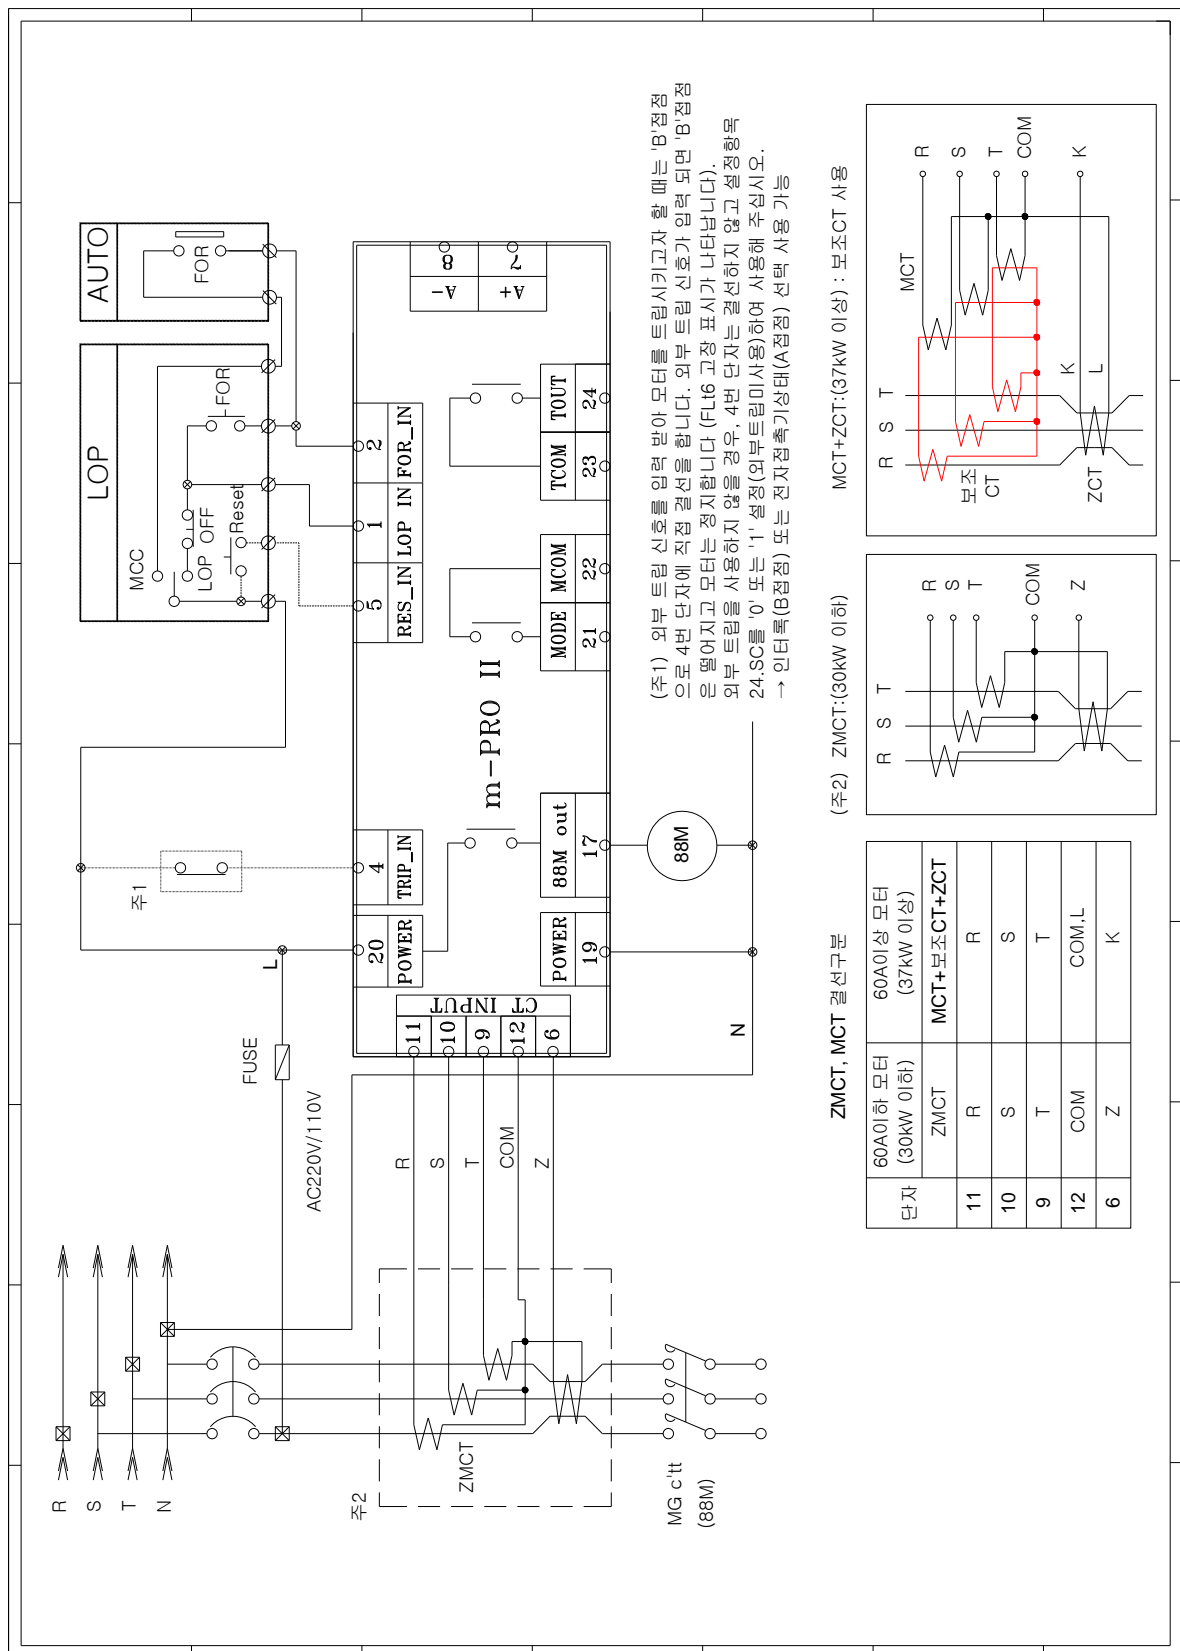 R
S
T
N
FUSE
AC220V/110V
L
주1
LOP
MCC
LOP OFF
Reset
FOR
AUTO
FOR
20
POWER
4
TRIP_IN
5
RES_IN
1
LOP IN
2
FOR_IN
A-
8
A+
7
m-PRO II
CT INPUT
11
10
9
12
6
POWER
19
88M out
17
MODE
21
MCOM
22
TCOM
23
TOUT
24
R
S
T
COM
Z
N
88M
주2
ZMCT
MG c'tt
(88M)
(주1) 외부 트립 신호를 입력 받아 모터를 트립시키고자 할 때는 'B'접점
으로 4번 단자에 직접 결선을 합니다. 외부 트립 신호가 입력 되면 'B'접점
은 떨어지고 모터는 정지합니다 (FLt6 고장 표시가 나타납니다).
외부 트립을 사용하지 않을 경우, 4번 단자는 결선하지 않고 설정항목
24.SC를 '0' 또는 '1' 설정(외부트립미사용)하여 사용해 주십시오.
→ 인터록(B접점) 또는 전자접촉기상태(A접점) 선택 사용 가능
ZMCT, MCT 결선구분
단자
60A이하 모터
(30kW 이하)
60A이상 모터
(37kW 이상)
ZMCT
MCT+보조CT+ZCT
11 R R
10 S S
9 T T
12 COM COM,L
6 Z K
(주2) ZMCT:(30kW 이하)
R
S
T
R
S
T
COM
Z
MCT+ZCT:(37kW 이상) : 보조CT 사용
R
S
T
보조
CT
ZCT
K
L
MCT
R
S
T
COM
K